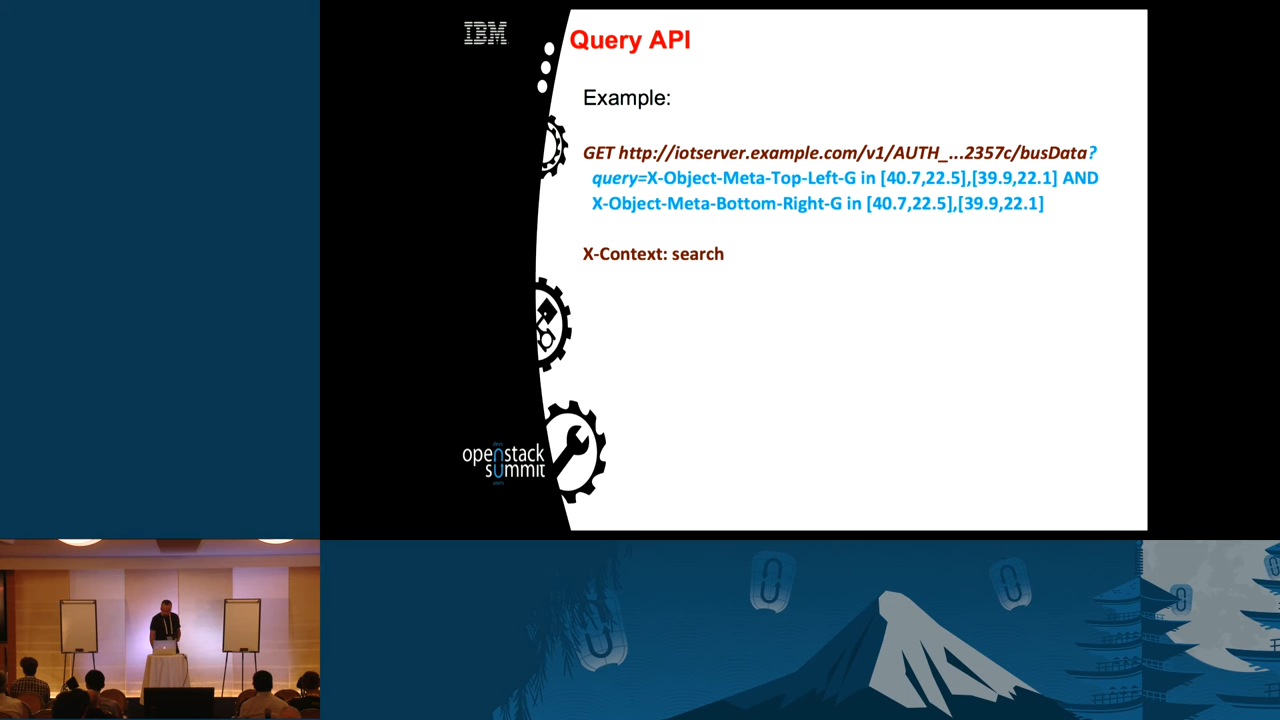 IBM
Query API
Example:
GET http://iotserver.example.com/v1/AUTH_...2357c/busData?
query=X-Object-Meta-Top-Left-G in [40.7,22.5],[39.9,22.1] AND
X-Object-Meta-Bottom-Right-G in [40.7,22.5],[39.9,22.1]
X-Context: search
openstack
summit